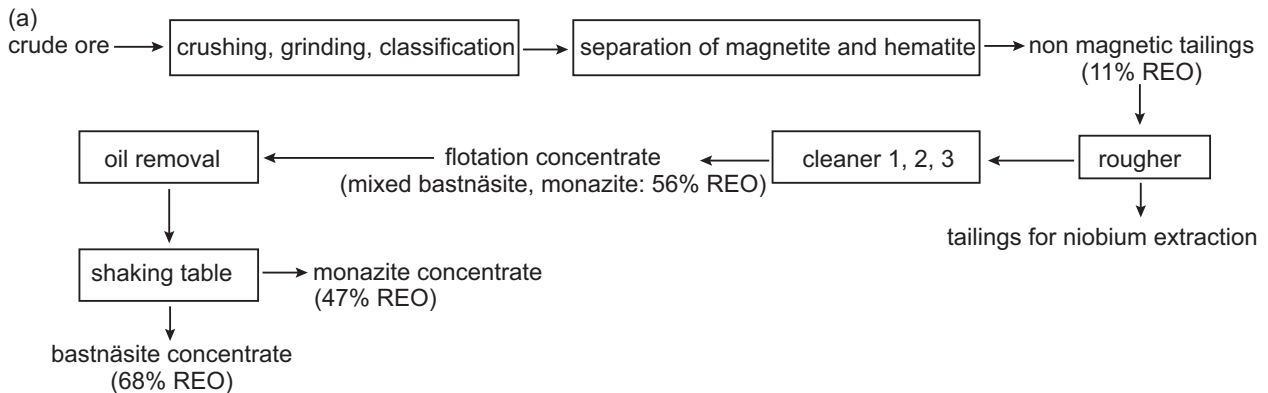 (a)
crude ore
crushing, grinding, classification
separation of magnetite and hematite
non magnetic tailings
(11% REO)
rougher
tailings for niobium extraction
cleaner 1, 2, 3
flotation concentrate
(mixed bastnäsite, monazite: 56% REO)
oil removal
shaking table
monazite concentrate
(47% REO)
bastnäsite concentrate
(68% REO)